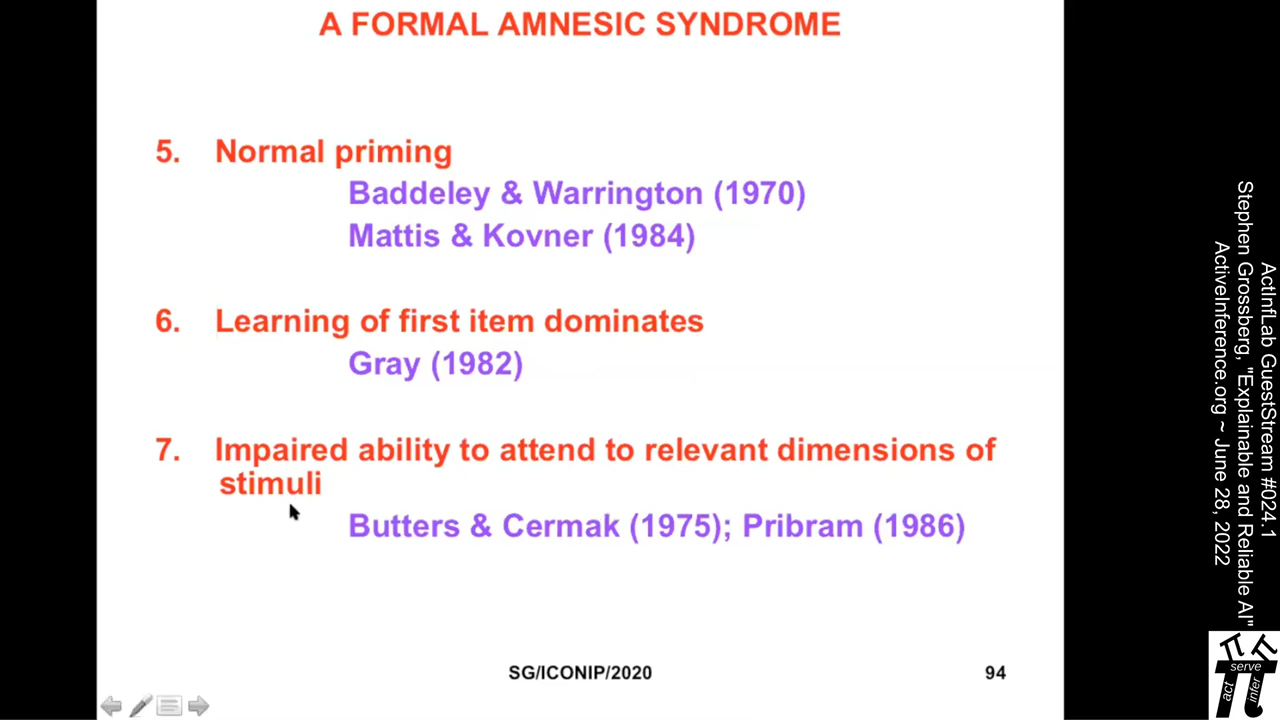 A FORMAL AMNESIC SYNDROME
5. Normal priming
Baddeley & Warrington (1970)
Mattis & Kovner (1984)
6. Learning of first item dominates
Gray (1982)
7. Impaired ability to attend to relevant dimensions of
stimuli
Butters & Cermak (1975); Pribram (1986)
SG/ICONIP/2020
94
ActInfLab GuestStream #024.1
Stephen Grossberg, "Explainable and Reliable AI"
ActiveInference.org ~ June 28, 2022
serve
act
infer